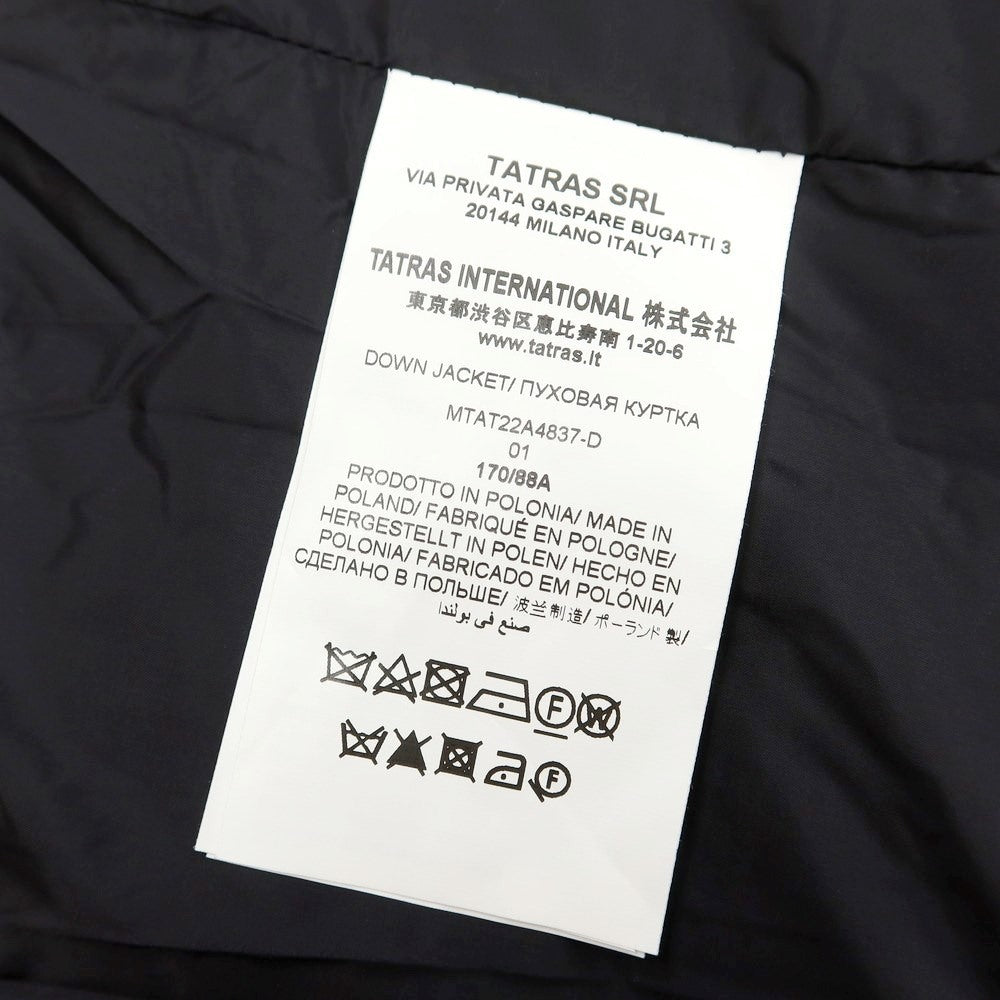 TATRAS SRL
VIA PRIVATA GASPARE BUGATTI 3
20144 MILANO ITALY
TATRAS INTERNATIONAL 株式会社
東京都渋谷区恵比寿南 1-20-6
www.tatras.it
DOWN JACKET/ ПУХОВАЯ КУРТКА
MTAT22A4837-D
01
170/88A
PRODOTTO IN POLONIA/ MADE IN
POLAND/ FABRIQUÉ EN POLOGNE/
HERGESTELLT IN POLEN/ HECHO EN
POLONIA/ FABRICADO EM POLÓNIA/
СДЕЛАНО В ПОЛЬШЕ/ 波兰制造/ ポーランド製/
صنع في بولندا
F W
F